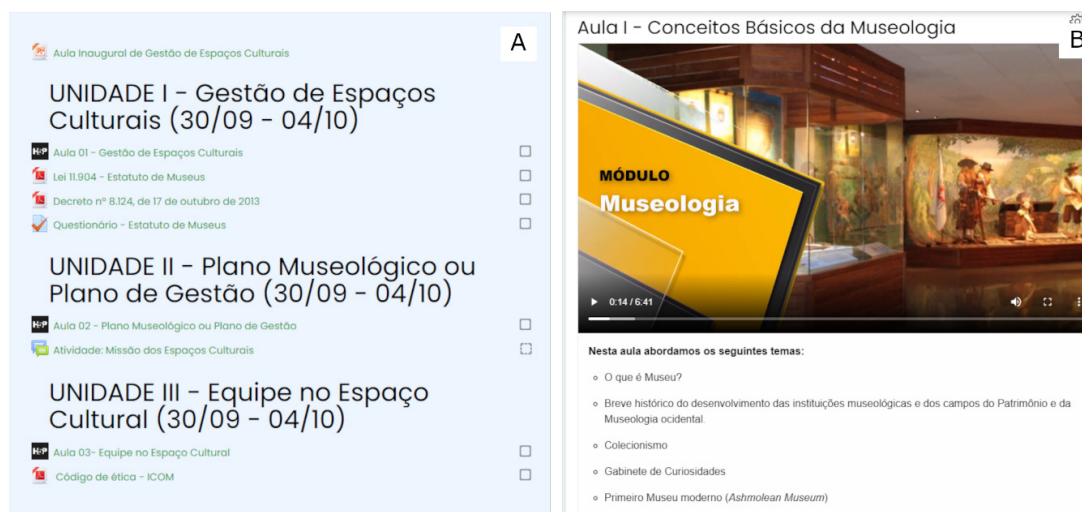 A
Aula Inaugural de Gestão de Espaços Culturais
UNIDADE I - Gestão de Espaços
Culturais (30/09 - 04/10)
H-P Aula 01 - Gestão de Espaços Culturais
Lei 11.904 - Estatuto de Museus
Decreto nº 8.124, de 17 de outubro de 2013
Questionário - Estatuto de Museus
UNIDADE II - Plano Museológico ou
Plano de Gestão (30/09 - 04/10)
H-P Aula 02 - Plano Museológico ou Plano de Gestão
Atividade: Missão dos Espaços Culturais
UNIDADE III - Equipe no Espaço
Cultural (30/09 - 04/10)
H-P Aula 03- Equipe no Espaço Cultural
Código de ética - ICOM
Aula I - Conceitos Básicos da Museologia
B
MÓDULO
Museologia
0:14 / 6:41
Nesta aula abordamos os seguintes temas:
O que é Museu?
Breve histórico do desenvolvimento das instituições museológicas e dos campos do Patrimônio e da
Museologia ocidental.
Colecionismo
Gabinete de Curiosidades
Primeiro Museu moderno (Ashmolean Museum)